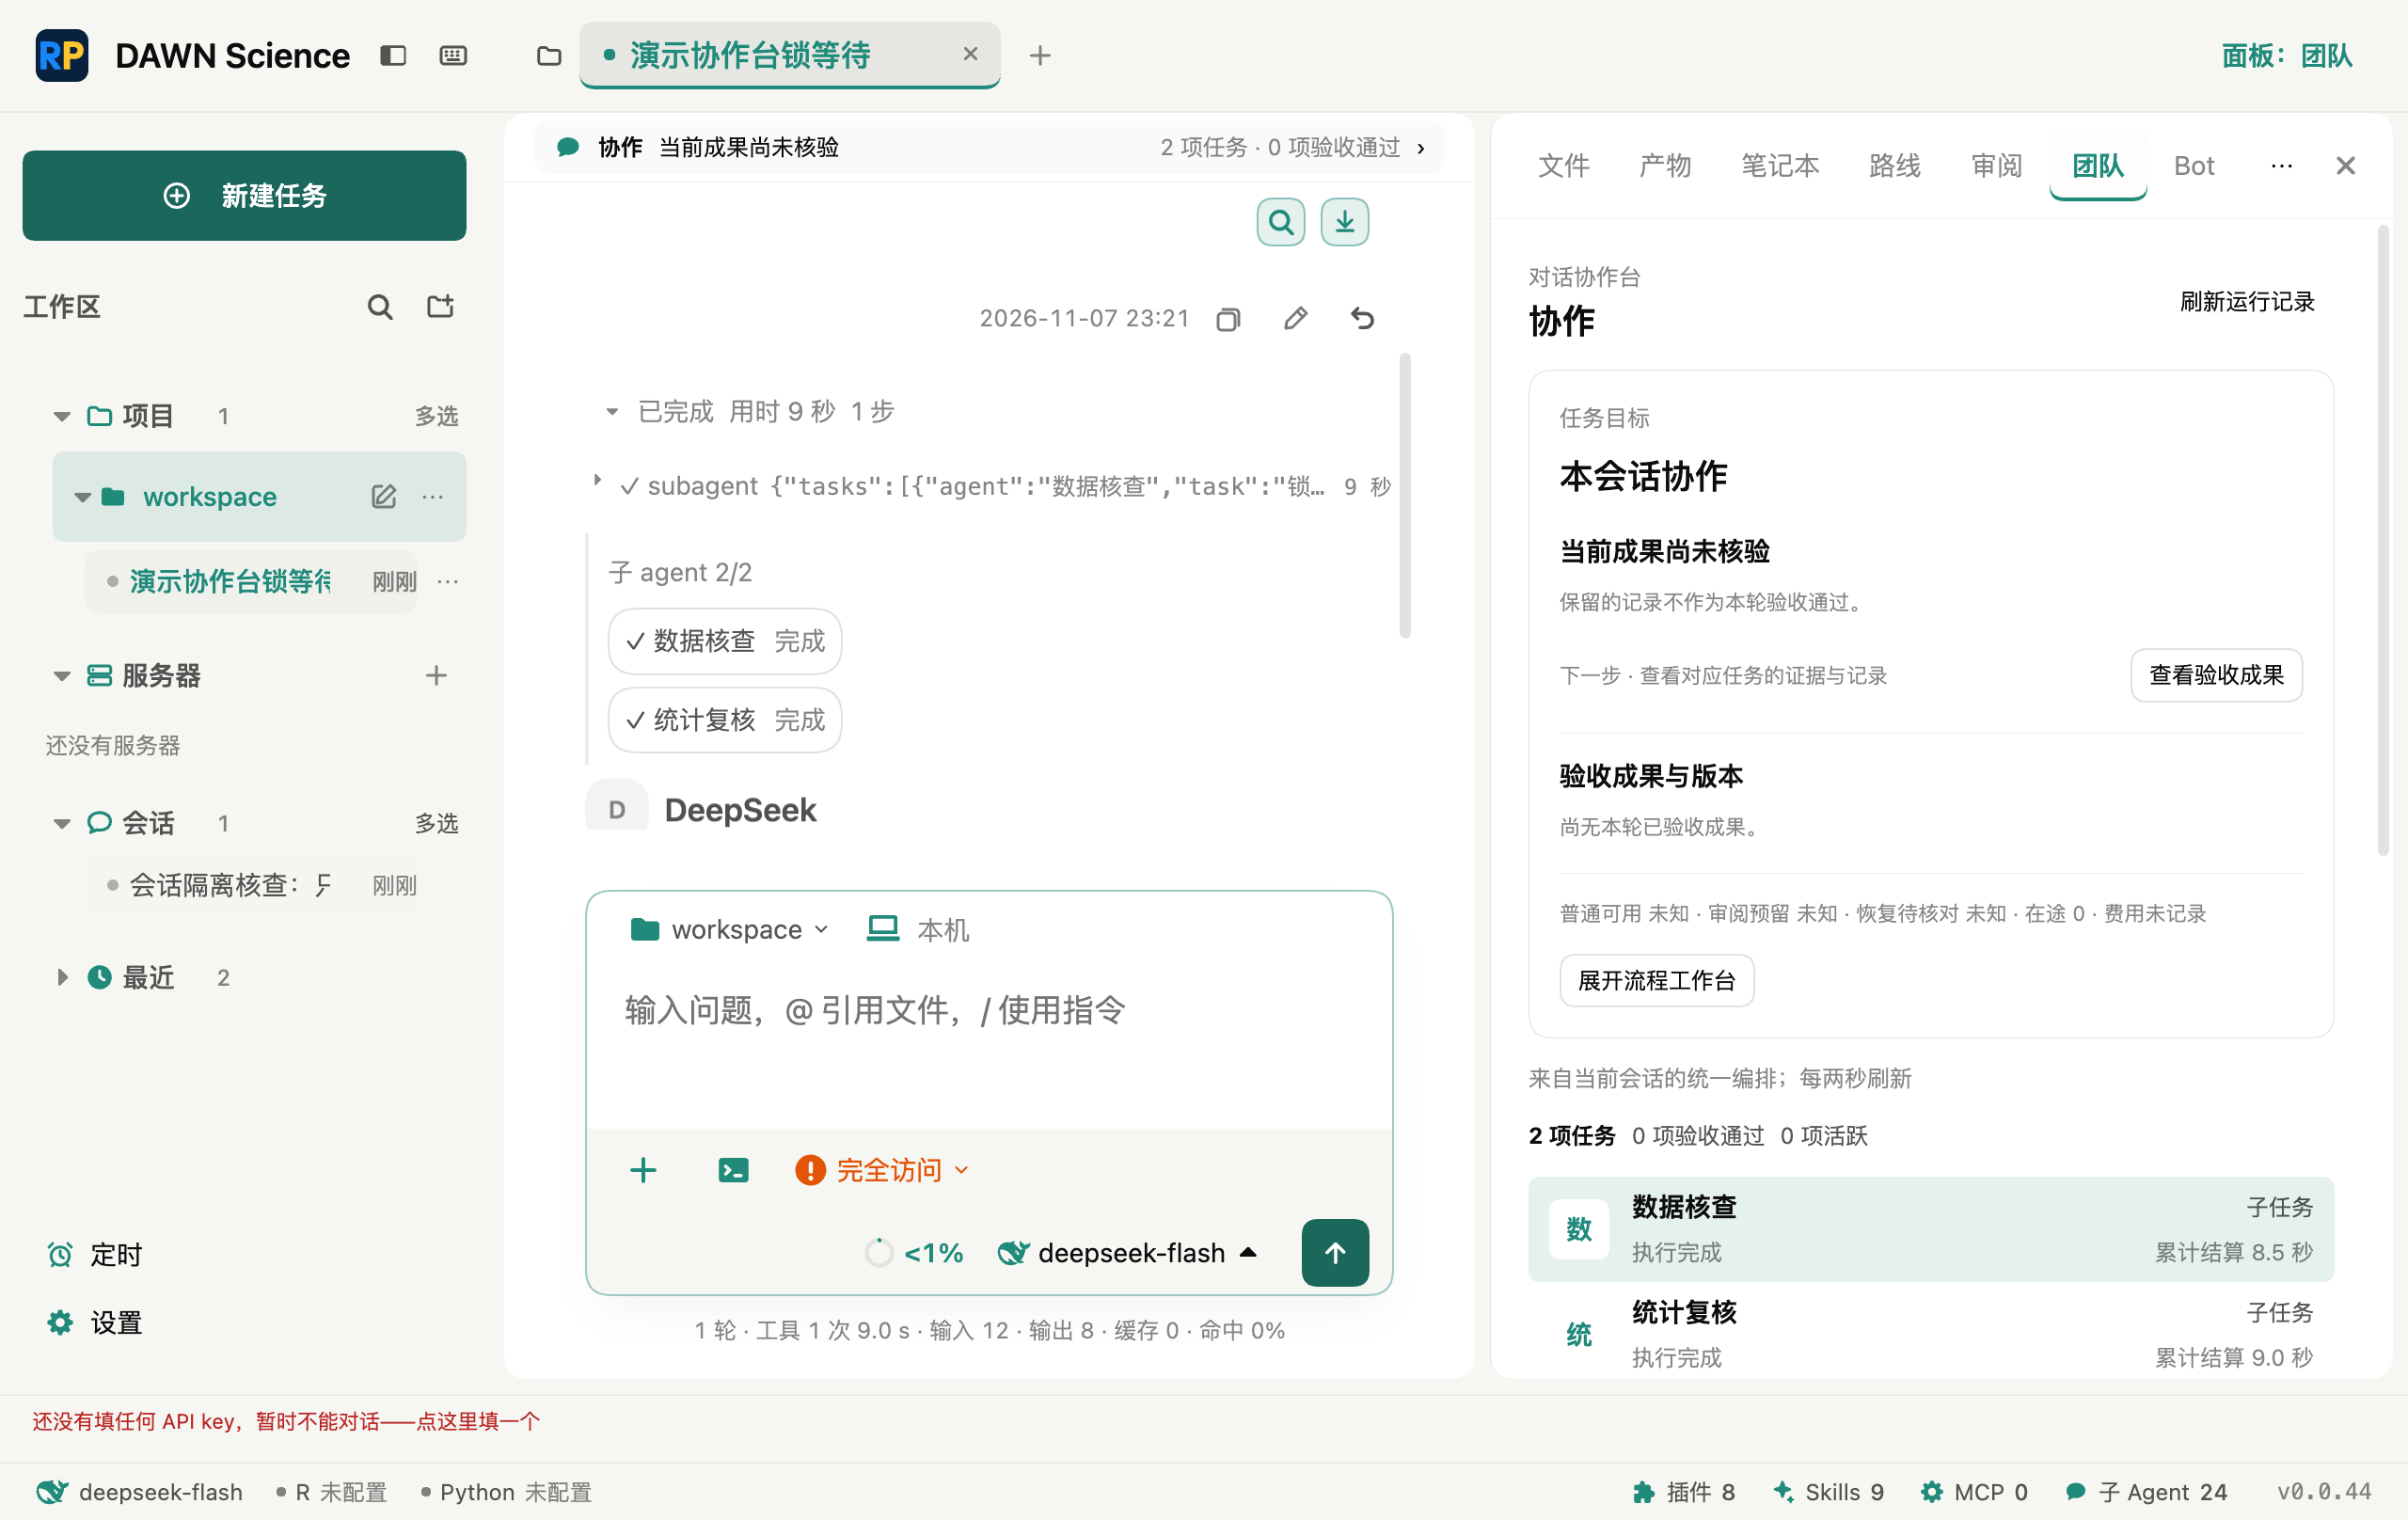 RP DAWN Science
演示协作台锁等待
面板：团队
新建任务
工作区
项目 1 多选
workspace
演示协作台锁等待 刚刚
服务器
还没有服务器
会话 1 多选
会话隔离核查： 刚刚
最近 2
定时
设置
协作 当前成果尚未核验 2 项任务 · 0 项验收通过 ›
2026-11-07 23:21
已完成 用时 9 秒 1 步
subagent {"tasks":[{"agent":"数据核查","task":"锁… 9 秒
子 agent 2/2
✓ 数据核查 完成
✓ 统计复核 完成
D DeepSeek
workspace 本机
输入问题，@ 引用文件，/ 使用指令
完全访问
<1% deepseek-flash
1 轮 · 工具 1 次 9.0 s · 输入 12 · 输出 8 · 缓存 0 · 命中 0%
文件 产物 笔记本 路线 审阅 团队 Bot …
对话协作台
协作
刷新运行记录
任务目标
本会话协作
当前成果尚未核验
保留的记录不作为本轮验收通过。
下一步 · 查看对应任务的证据与记录 查看验收成果
验收成果与版本
尚无本轮已验收成果。
普通可用 未知 · 审阅预留 未知 · 恢复待核对 未知 · 在途 0 · 费用未记录
展开流程工作台
来自当前会话的统一编排；每两秒刷新
2 项任务 0 项验收通过 0 项活跃
数 数据核查 子任务
执行完成 累计结算 8.5 秒
统 统计复核 子任务
执行完成 累计结算 9.0 秒
还没有填任何 API key，暂时不能对话——点这里填一个
deepseek-flash R 未配置 Python 未配置
插件 8 Skills 9 MCP 0 子 Agent 24 v0.0.44